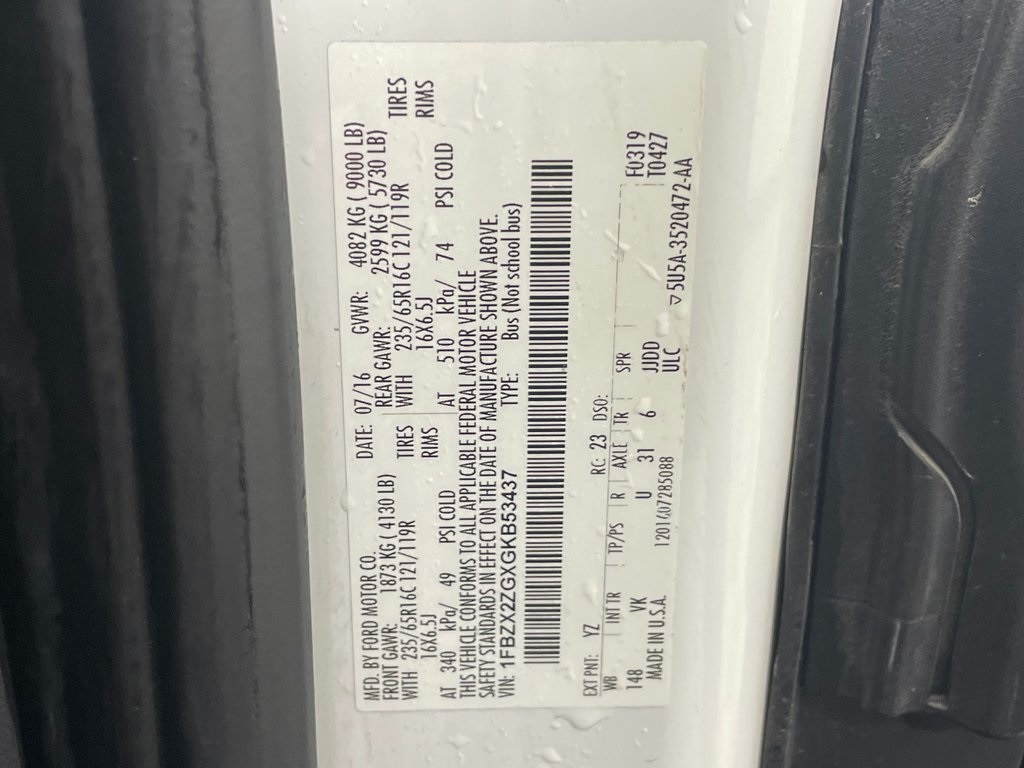 MFD. BY FORD MOTOR CO. DATE: 07/16 GVWR: 4082 KG ( 9000 LB)
FRONT GAWR: 1873 KG ( 4130 LB) REAR GAWR: 2599 KG ( 5730 LB)
WITH 235/65R16C 121/119R TIRES WITH 235/65R16C 121/119R TIRES
16X6.5J RIMS 16X6.5J RIMS
AT 340 kPa/ 49 PSI COLD AT 510 kPa/ 74 PSI COLD
THIS VEHICLE CONFORMS TO ALL APPLICABLE FEDERAL MOTOR VEHICLE
SAFETY STANDARDS IN EFFECT ON THE DATE OF MANUFACTURE SHOWN ABOVE.
VIN: 1FBZX2ZGXGKB53437 TYPE: Bus (Not school bus)
EXT PNT: YZ RC: 23 DSO: F0319
WB INT TR TP/PS R AXLE TR SPR T0427
148 VK U 31 6 JJDD
MADE IN U.S.A. 1201407285088 ULC ▽5U5A-3520472-AA